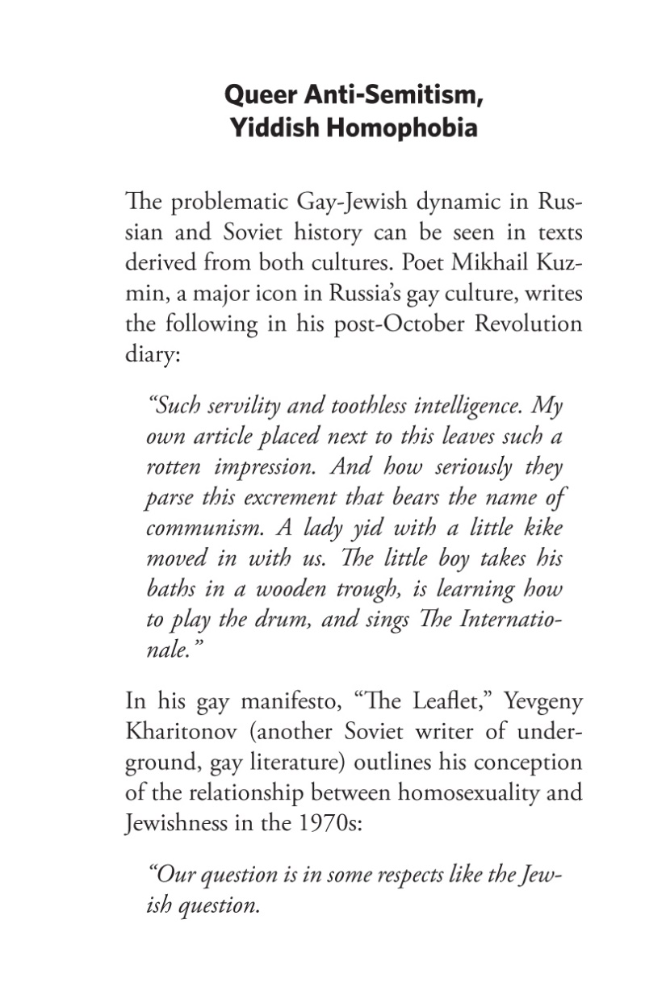 Queer Anti-Semitism,
Yiddish Homophobia
The problematic Gay-Jewish dynamic in Rus-
sian and Soviet history can be seen in texts
derived from both cultures. Poet Mikhail Kuz-
min, a major icon in Russia’s gay culture, writes
the following in his post-October Revolution
diary:
“Such servility and toothless intelligence. My
own article placed next to this leaves such a
rotten impression. And how seriously they
parse this excrement that bears the name of
communism. A lady yid with a little kike
moved in with us. The little boy takes his
baths in a wooden trough, is learning how
to play the drum, and sings The Internatio-
nale.”
In his gay manifesto, “The Leaflet,” Yevgeny
Kharitonov (another Soviet writer of under-
ground, gay literature) outlines his conception
of the relationship between homosexuality and
Jewishness in the 1970s:
“Our question is in some respects like the Jew-
ish question.